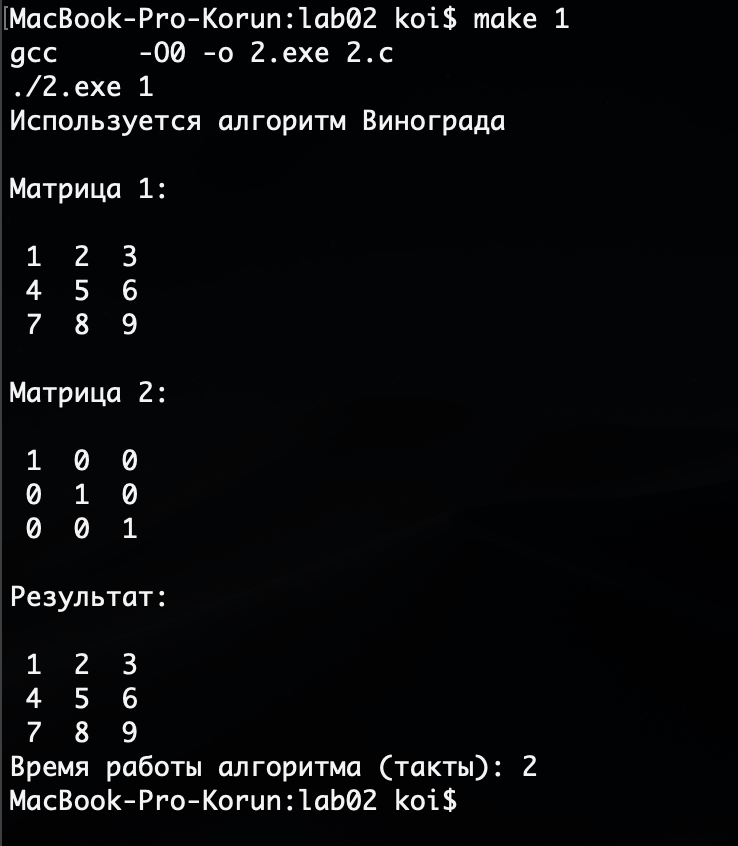 MacBook-Pro-Korun:lab02 koi$ make 1
gcc     -O0 -o 2.exe 2.c
./2.exe 1
Используется алгоритм Винограда
Матрица 1:
1  2  3
4  5  6
7  8  9
Матрица 2:
1  0  0
0  1  0
0  0  1
Результат:
1  2  3
4  5  6
7  8  9
Время работы алгоритма (такты): 2
MacBook-Pro-Korun:lab02 koi$